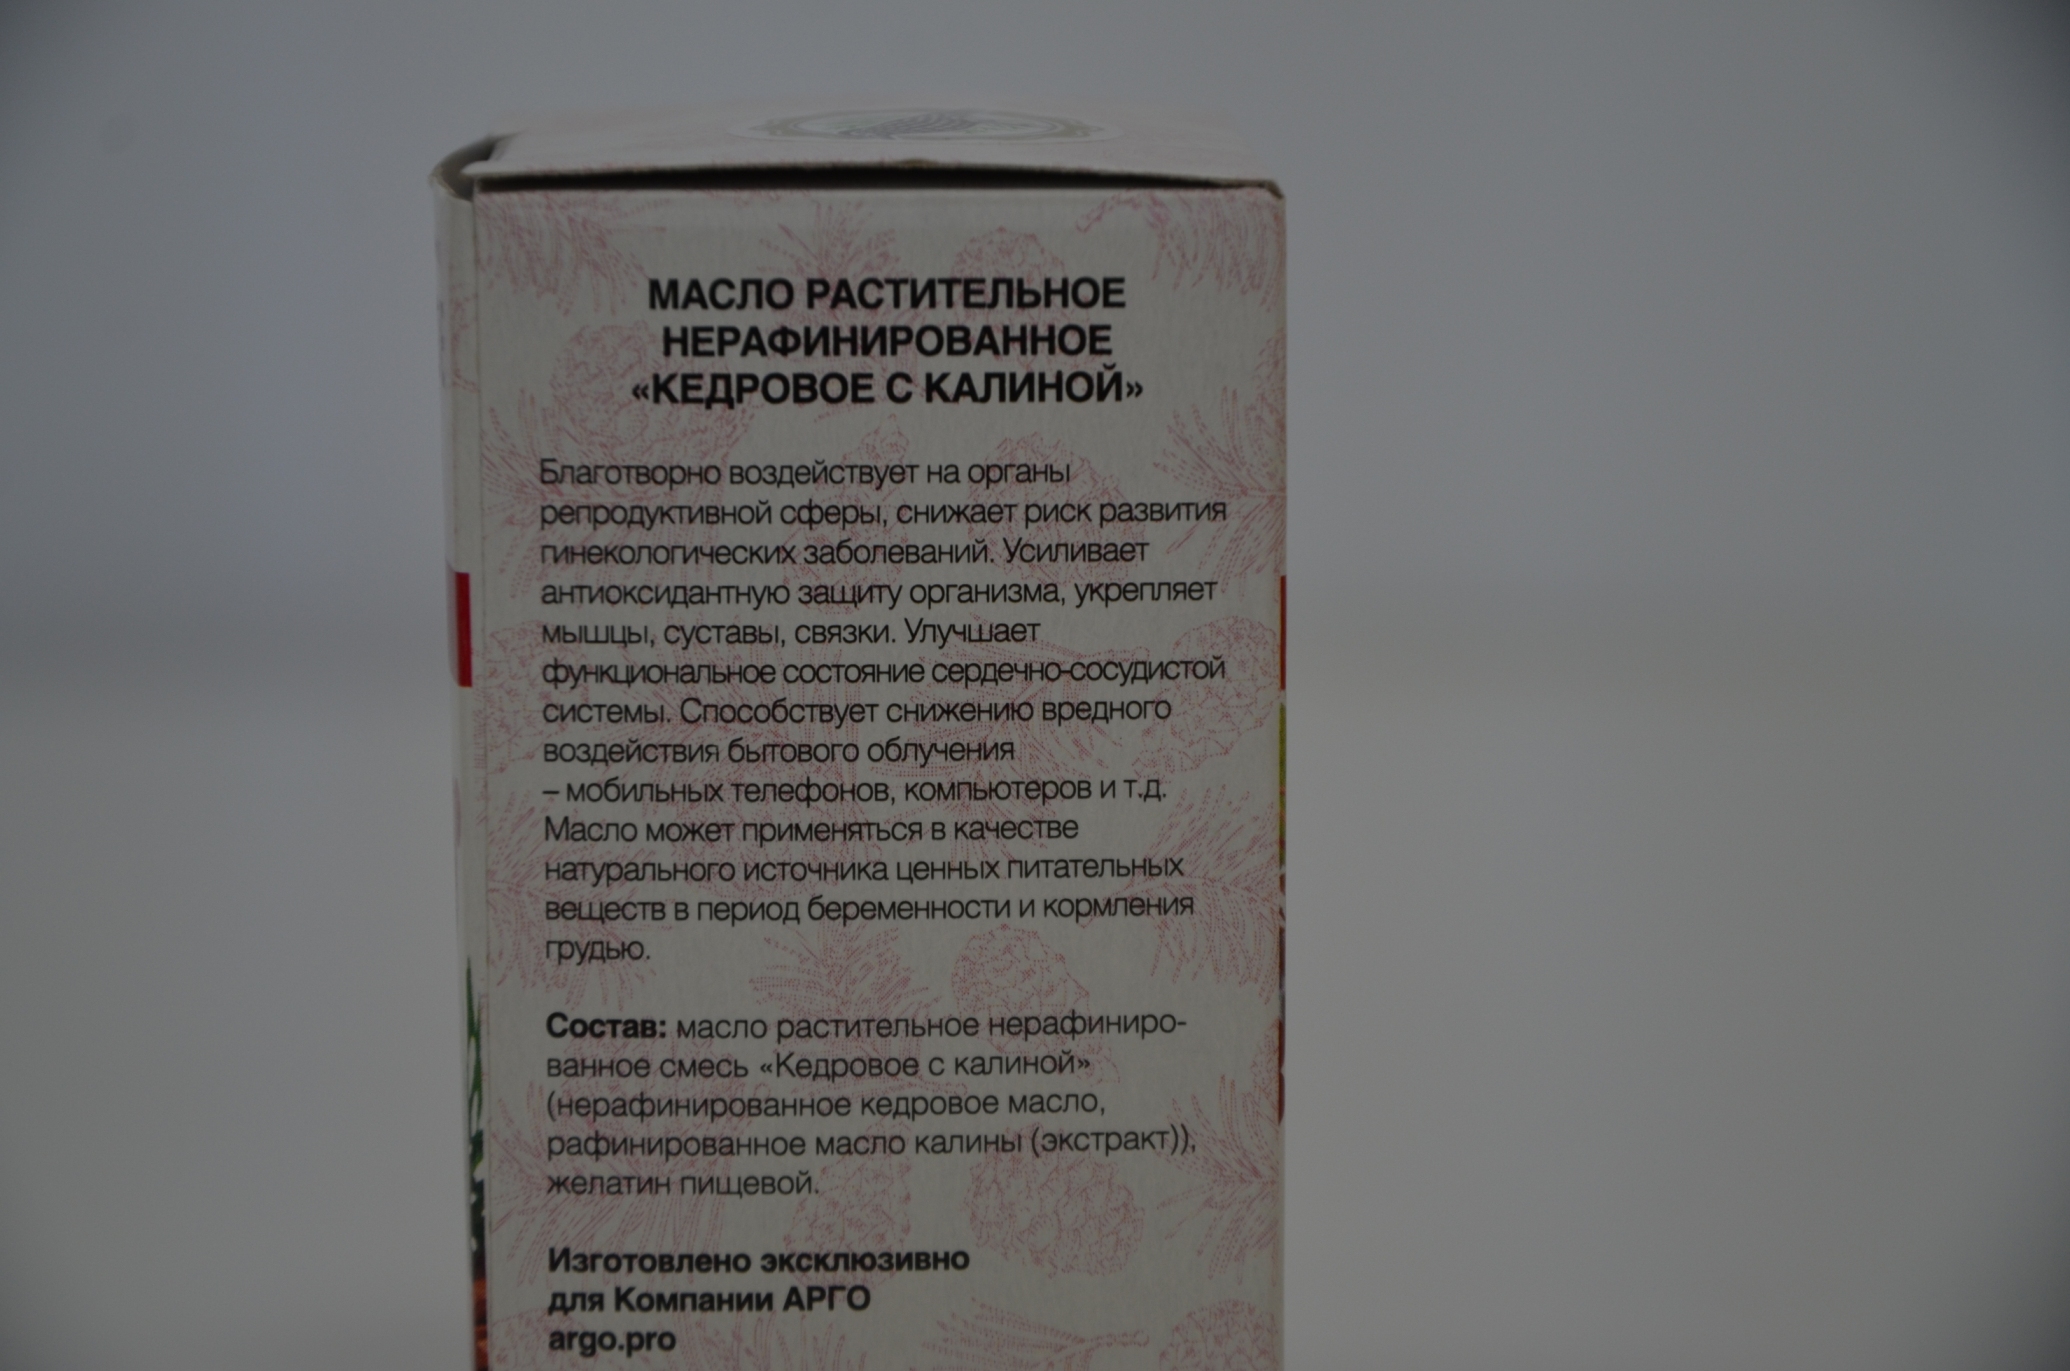 МАСЛО РАСТИТЕЛЬНОЕ
НЕРАФИНИРОВАННОЕ
«КЕДРОВОЕ С КАЛИНОЙ»
Благотворно воздействует на органы
репродуктивной сферы, снижает риск развития
гинекологических заболеваний. Усиливает
антиоксидантную защиту организма, укрепляет
мышцы, суставы, связки. Улучшает
функциональное состояние сердечно-сосудистой
системы. Способствует снижению вредного
воздействия бытового облучения
– мобильных телефонов, компьютеров и т.д.
Масло может применяться в качестве
натурального источника ценных питательных
веществ в период беременности и кормления
грудью.
Состав: масло растительное нерафиниро-
ванное смесь «Кедровое с калиной»
(нерафинированное кедровое масло,
рафинированное масло калины (экстракт)),
желатин пищевой.
Изготовлено эксклюзивно
для Компании АРГО
argo.pro